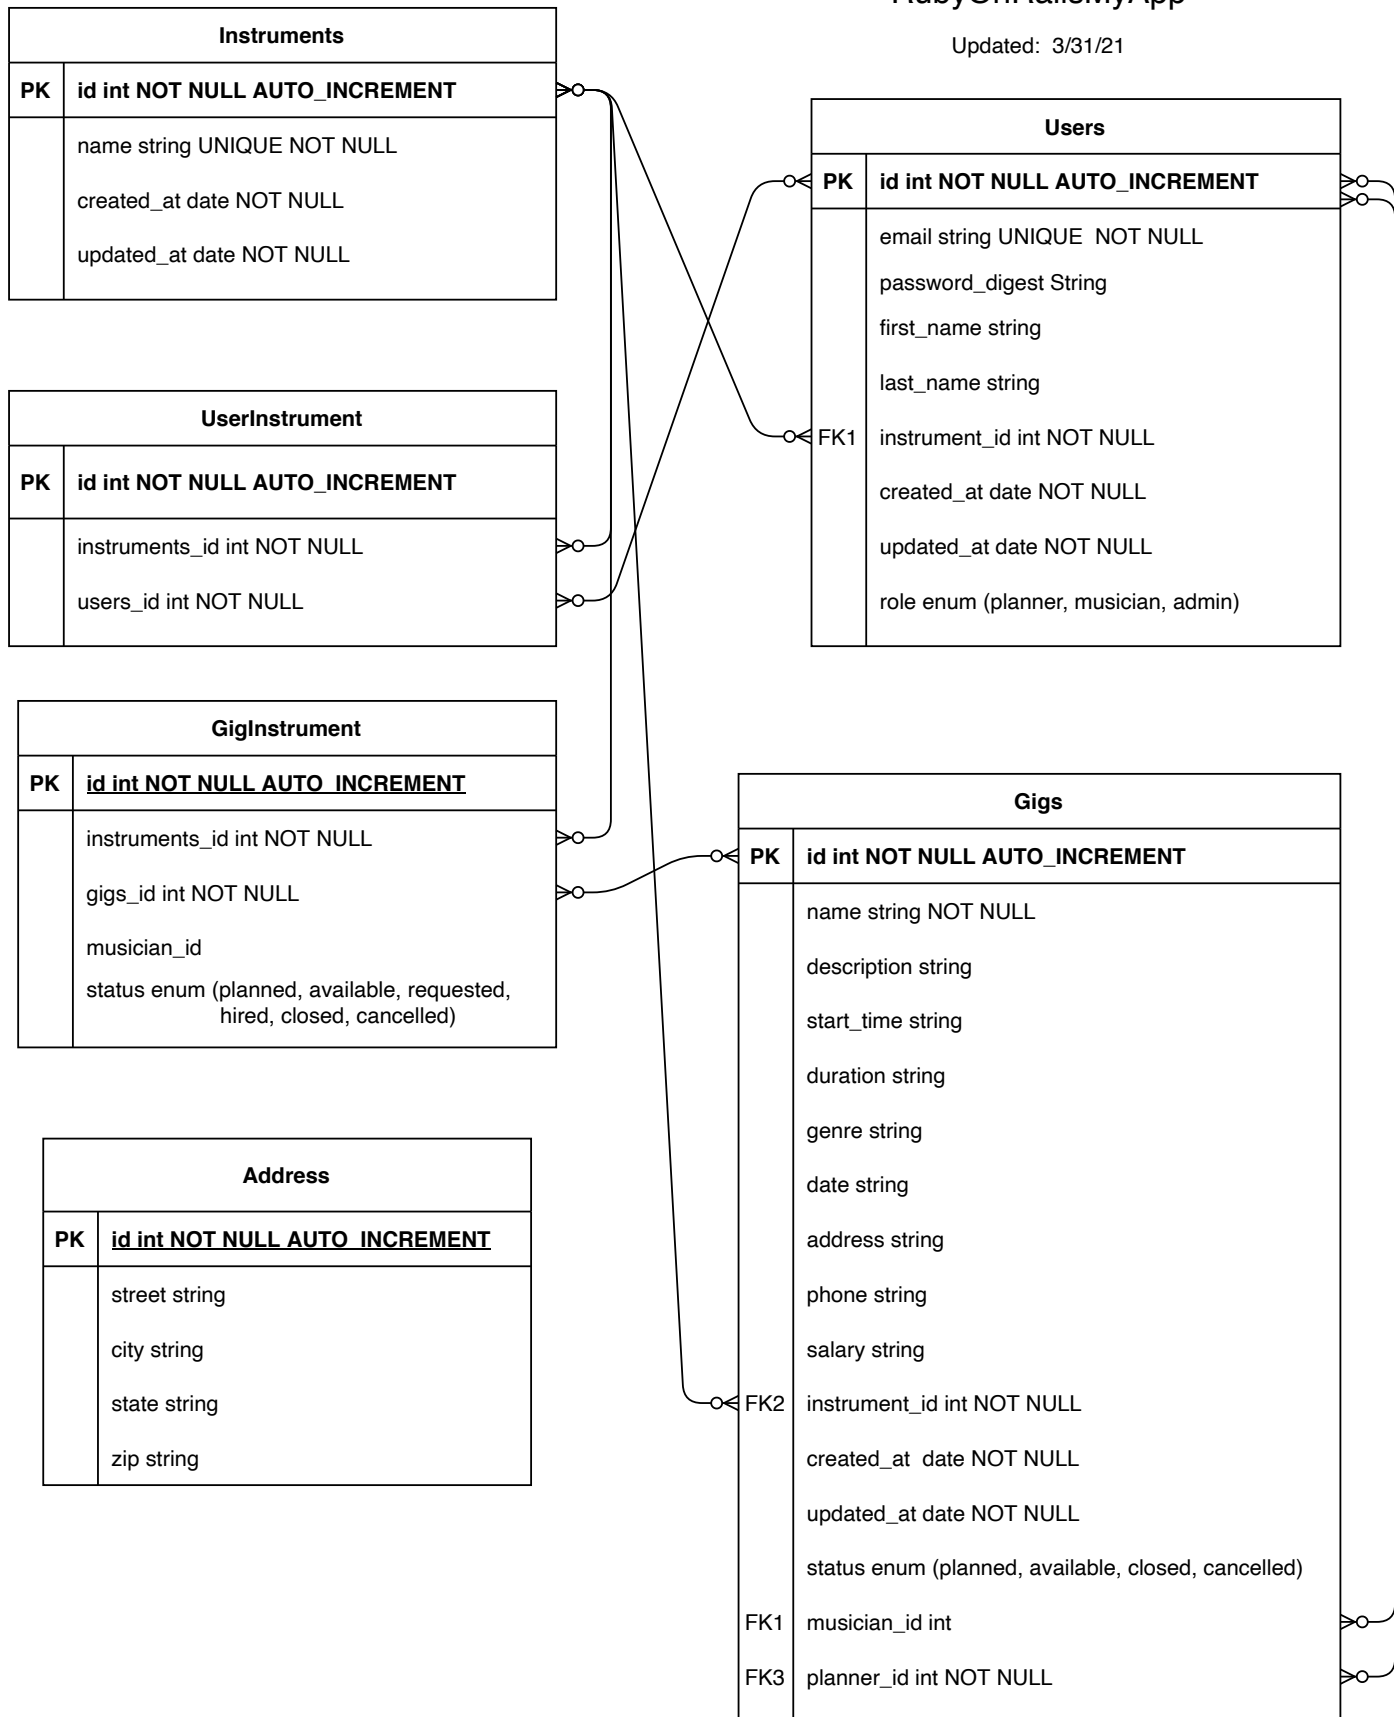 RubyOnRailsMyApp
Updated: 3/31/21
Instruments
PK id int NOT NULL AUTO_INCREMENT
name string UNIQUE NOT NULL
created_at date NOT NULL
updated_at date NOT NULL
Users
PK id int NOT NULL AUTO_INCREMENT
email string UNIQUE NOT NULL
password_digest String
first_name string
last_name string
FK1 instrument_id int NOT NULL
created_at date NOT NULL
updated_at date NOT NULL
role enum (planner, musician, admin)
UserInstrument
PK id int NOT NULL AUTO_INCREMENT
instruments_id int NOT NULL
users_id int NOT NULL
GigInstrument
PK id int NOT NULL AUTO_INCREMENT
instruments_id int NOT NULL
gigs_id int NOT NULL
musician_id
status enum (planned, available, requested,
hired, closed, cancelled)
Gigs
PK id int NOT NULL AUTO_INCREMENT
name string NOT NULL
description string
start_time string
duration string
genre string
date string
address string
phone string
salary string
FK2 instrument_id int NOT NULL
created_at date NOT NULL
updated_at date NOT NULL
status enum (planned, available, closed, cancelled)
FK1 musician_id int
FK3 planner_id int NOT NULL
Address
PK id int NOT NULL AUTO_INCREMENT
street string
city string
state string
zip string